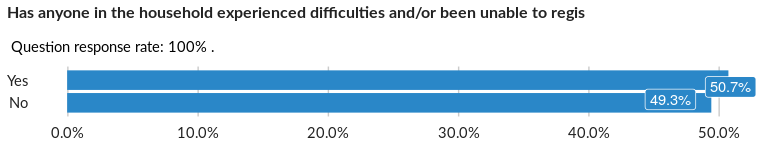 Has anyone in the household experienced difficulties and/or been unable to regis
Question response rate: 100% .
Yes
50.7%
No
49.3%
0.0% 10.0% 20.0% 30.0% 40.0% 50.0%